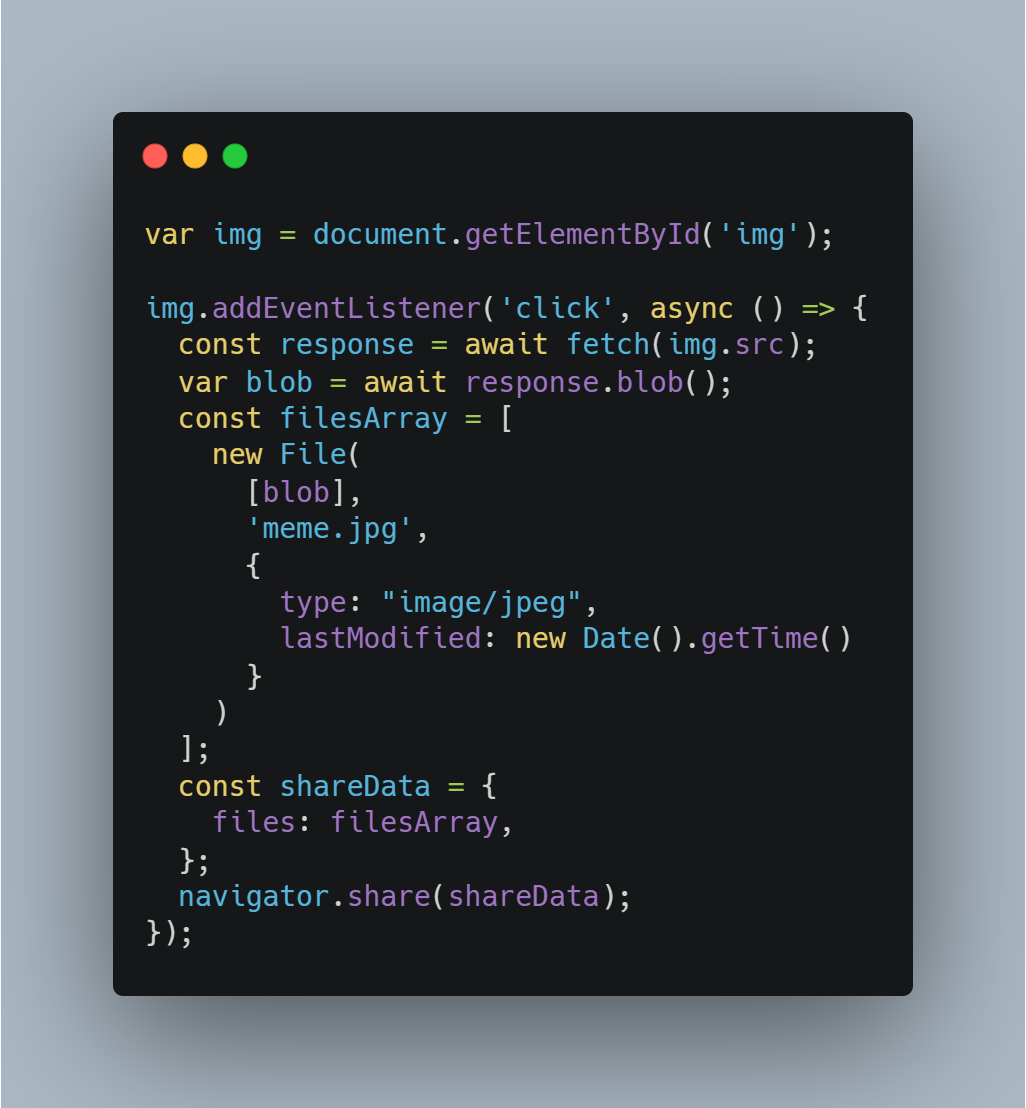 var img = document.getElementById('img');

img.addEventListener('click', async () => {
  const response = await fetch(img.src);
  var blob = await response.blob();
  const filesArray = [
    new File(
      [blob],
      'meme.jpg',
      {
        type: "image/jpeg",
        lastModified: new Date().getTime()
      }
    )
  ];
  const shareData = {
    files: filesArray,
  };
  navigator.share(shareData);
});